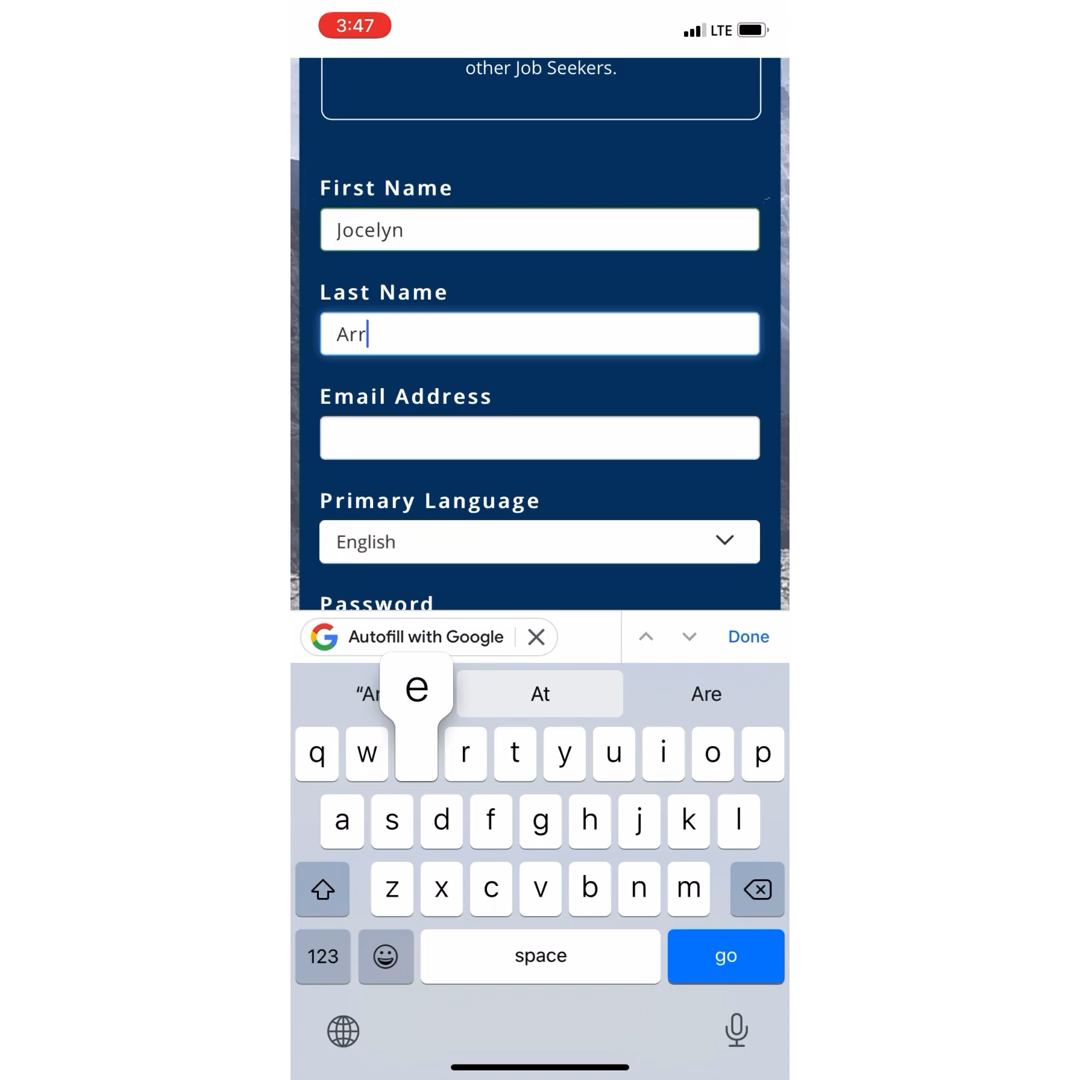 3:47
LTE
other Job Seekers.
First Name
Jocelyn
Last Name
Arr
Email Address
Primary Language
English
Password
Autofill with Google
Done
e
At
Are
q w r t y u i o p
a s d f g h j k l
z x c v b n m
123 space go